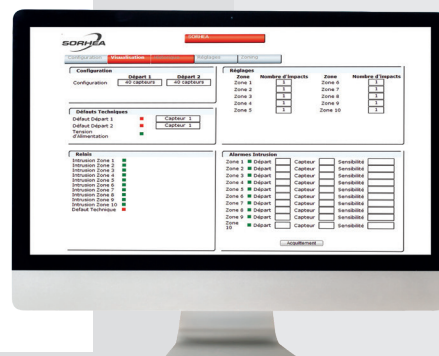 SORHEA
SORHEA
Configuration Visualisation Réglages Zoning
Configuration
Départ 1 Départ 2
Configuration 40 capteurs 40 capteurs
Réglages
Zone Nombre d'impacts Zone Nombre d'impacts
Zone 1 1 Zone 6 1
Zone 2 1 Zone 7 1
Zone 3 1 Zone 8 1
Zone 4 1 Zone 9 1
Zone 5 1 Zone 10 1
Défauts Techniques
Défaut Départ 1 Capteur 1
Défaut Départ 2 Capteur 1
Tension
d'Alimentation
Relais
Intrusion Zone 1
Intrusion Zone 2
Intrusion Zone 3
Intrusion Zone 4
Intrusion Zone 5
Intrusion Zone 6
Intrusion Zone 7
Intrusion Zone 8
Intrusion Zone 9
Intrusion Zone 10
Defaut Technique
Alarmes Intrusion
Zone 1 Départ Capteur Sensibilité
Zone 2 Départ Capteur Sensibilité
Zone 3 Départ Capteur Sensibilité
Zone 4 Départ Capteur Sensibilité
Zone 5 Départ Capteur Sensibilité
Zone 6 Départ Capteur Sensibilité
Zone 7 Départ Capteur Sensibilité
Zone 8 Départ Capteur Sensibilité
Zone 9 Départ Capteur Sensibilité
Zone
10 Départ Capteur Sensibilité
Acquittement